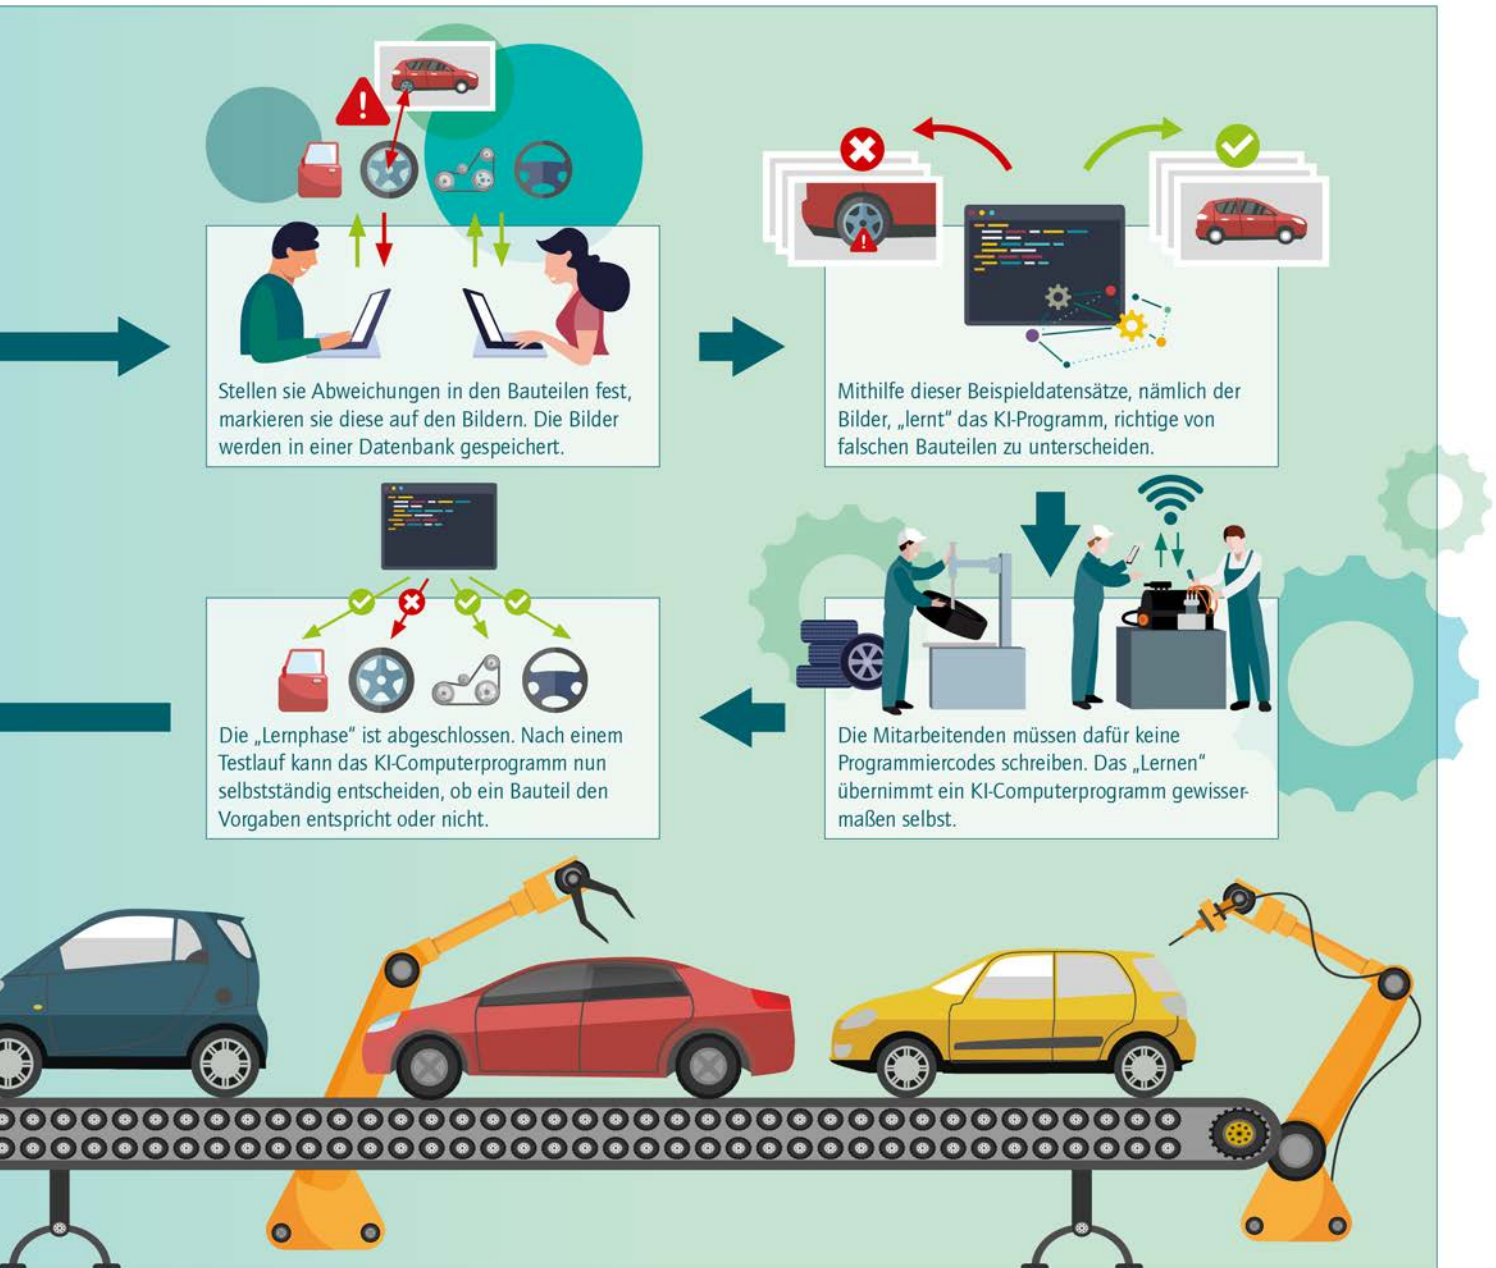 Stellen sie Abweichungen in den Bauteilen fest,
markieren sie diese auf den Bildern. Die Bilder
werden in einer Datenbank gespeichert.
Mithilfe dieser Beispieldatensätze, nämlich der
Bilder, „lernt“ das KI-Programm, richtige von
falschen Bauteilen zu unterscheiden.
Die Mitarbeitenden müssen dafür keine
Programmiercodes schreiben. Das „Lernen“
übernimmt ein KI-Computerprogramm gewisser-
maßen selbst.
Die „Lernphase“ ist abgeschlossen. Nach einem
Testlauf kann das KI-Computerprogramm nun
selbstständig entscheiden, ob ein Bauteil den
Vorgaben entspricht oder nicht.